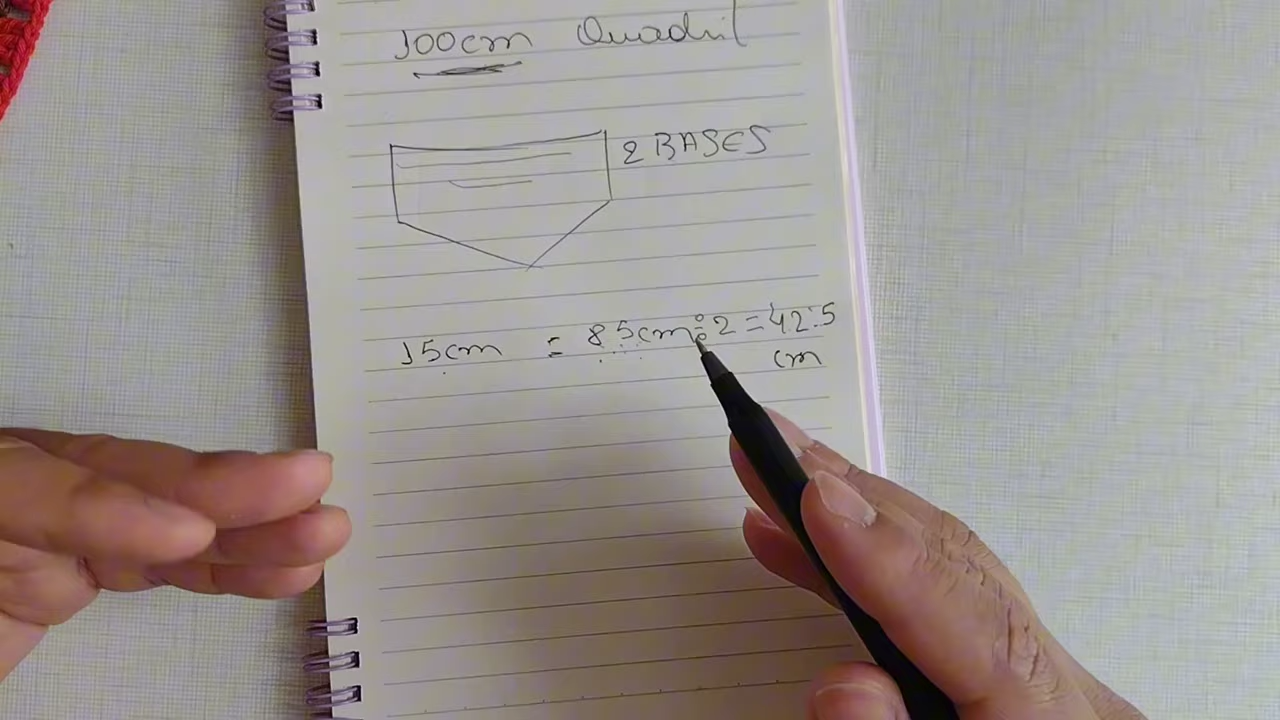 100cm Quadril
2 BASES
15cm = 85cm÷2 = 42.5
cm